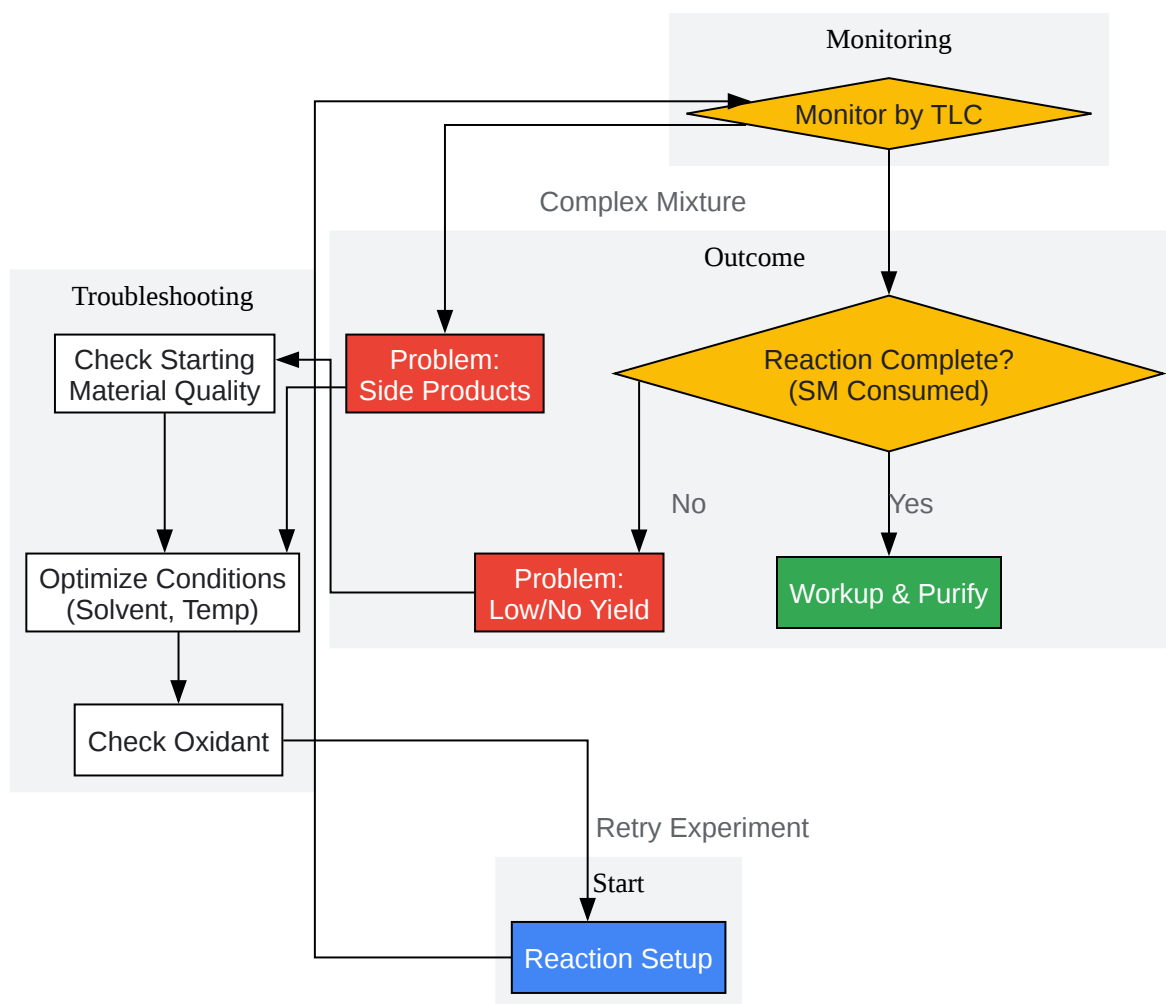 Monitoring
Monitor by TLC
Complex Mixture
Outcome
Troubleshooting
Check Starting
Material Quality
Problem:
Side Products
Reaction Complete?
(SM Consumed)
No
Yes
Optimize Conditions
(Solvent, Temp)
Problem:
Low/No Yield
Workup & Purify
Check Oxidant
Retry Experiment
Start
Reaction Setup